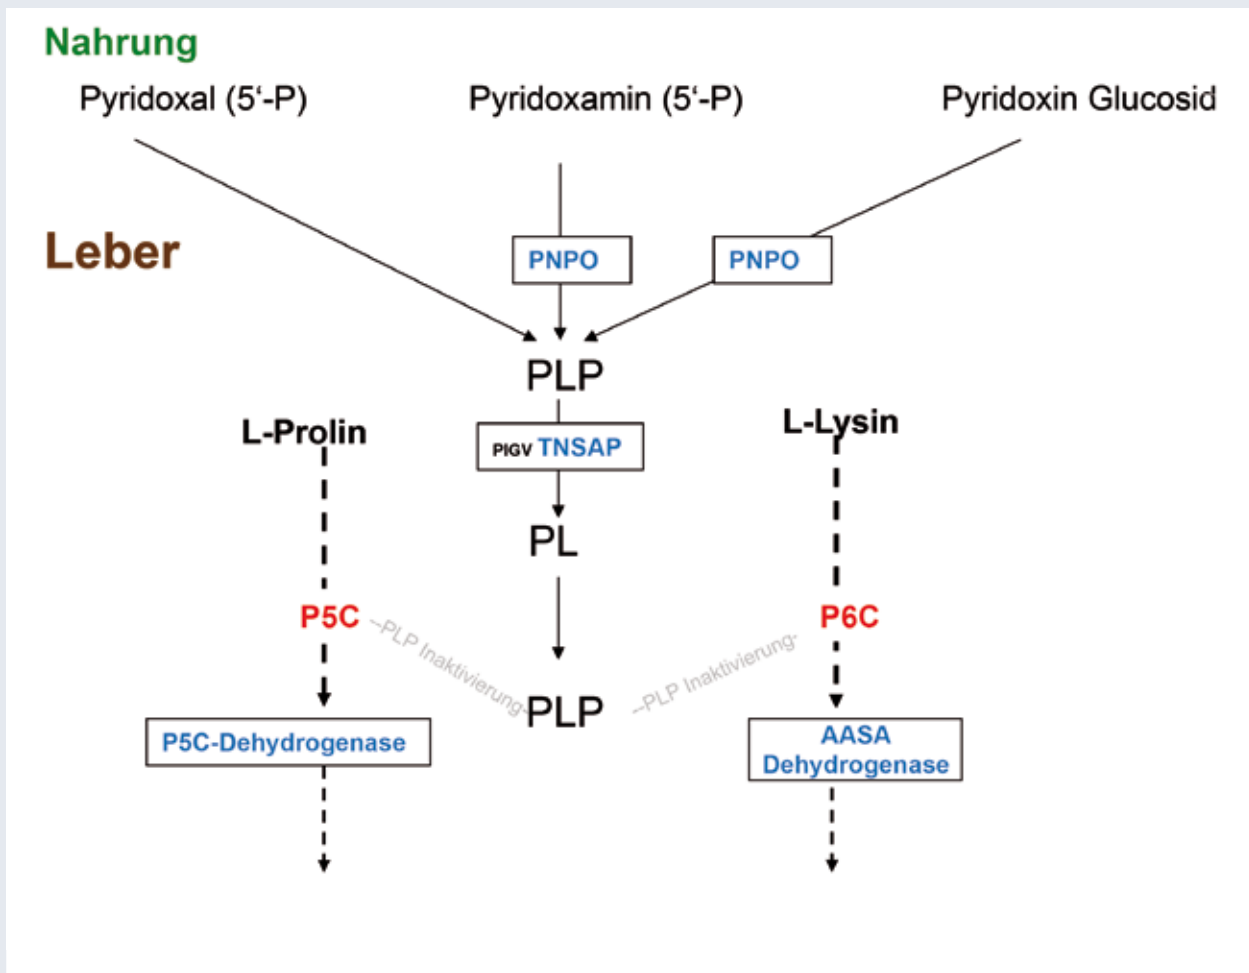 Nahrung
Pyridoxal (5‘-P)
Pyridoxamin (5‘-P)
Pyridoxin Glucosid
Leber
PNPO
PNPO
PLP
L-Prolin
PIGV TNSAP
L-Lysin
PL
P5C
--PLP Inaktivierung-
PLP
--PLP Inaktivierung-
P6C
P5C-Dehydrogenase
AASA
Dehydrogenase